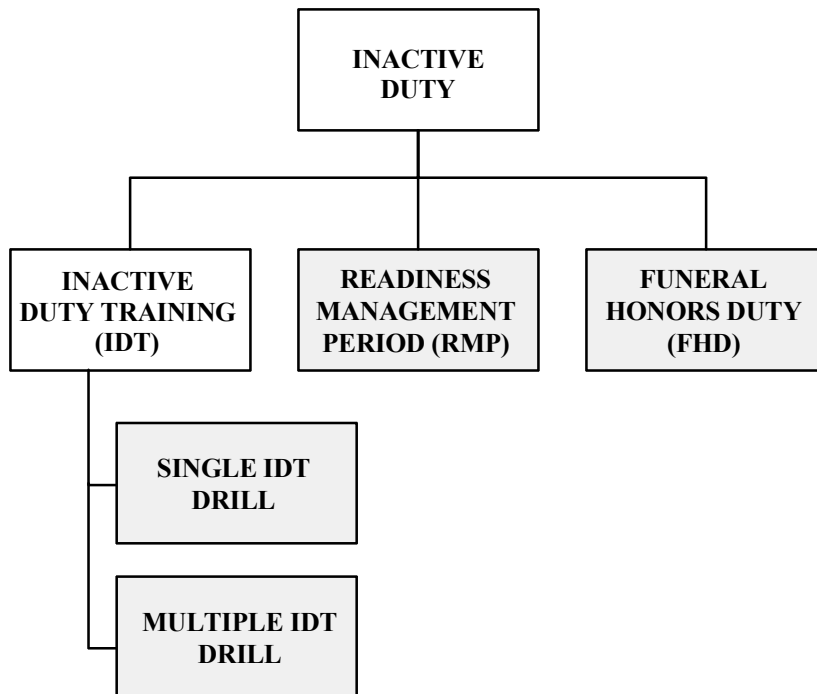 INACTIVE
DUTY
INACTIVE
DUTY TRAINING
(IDT)
READINESS
MANAGEMENT
PERIOD (RMP)
FUNERAL
HONORS DUTY
(FHD)
SINGLE IDT
DRILL
MULTIPLE IDT
DRILL